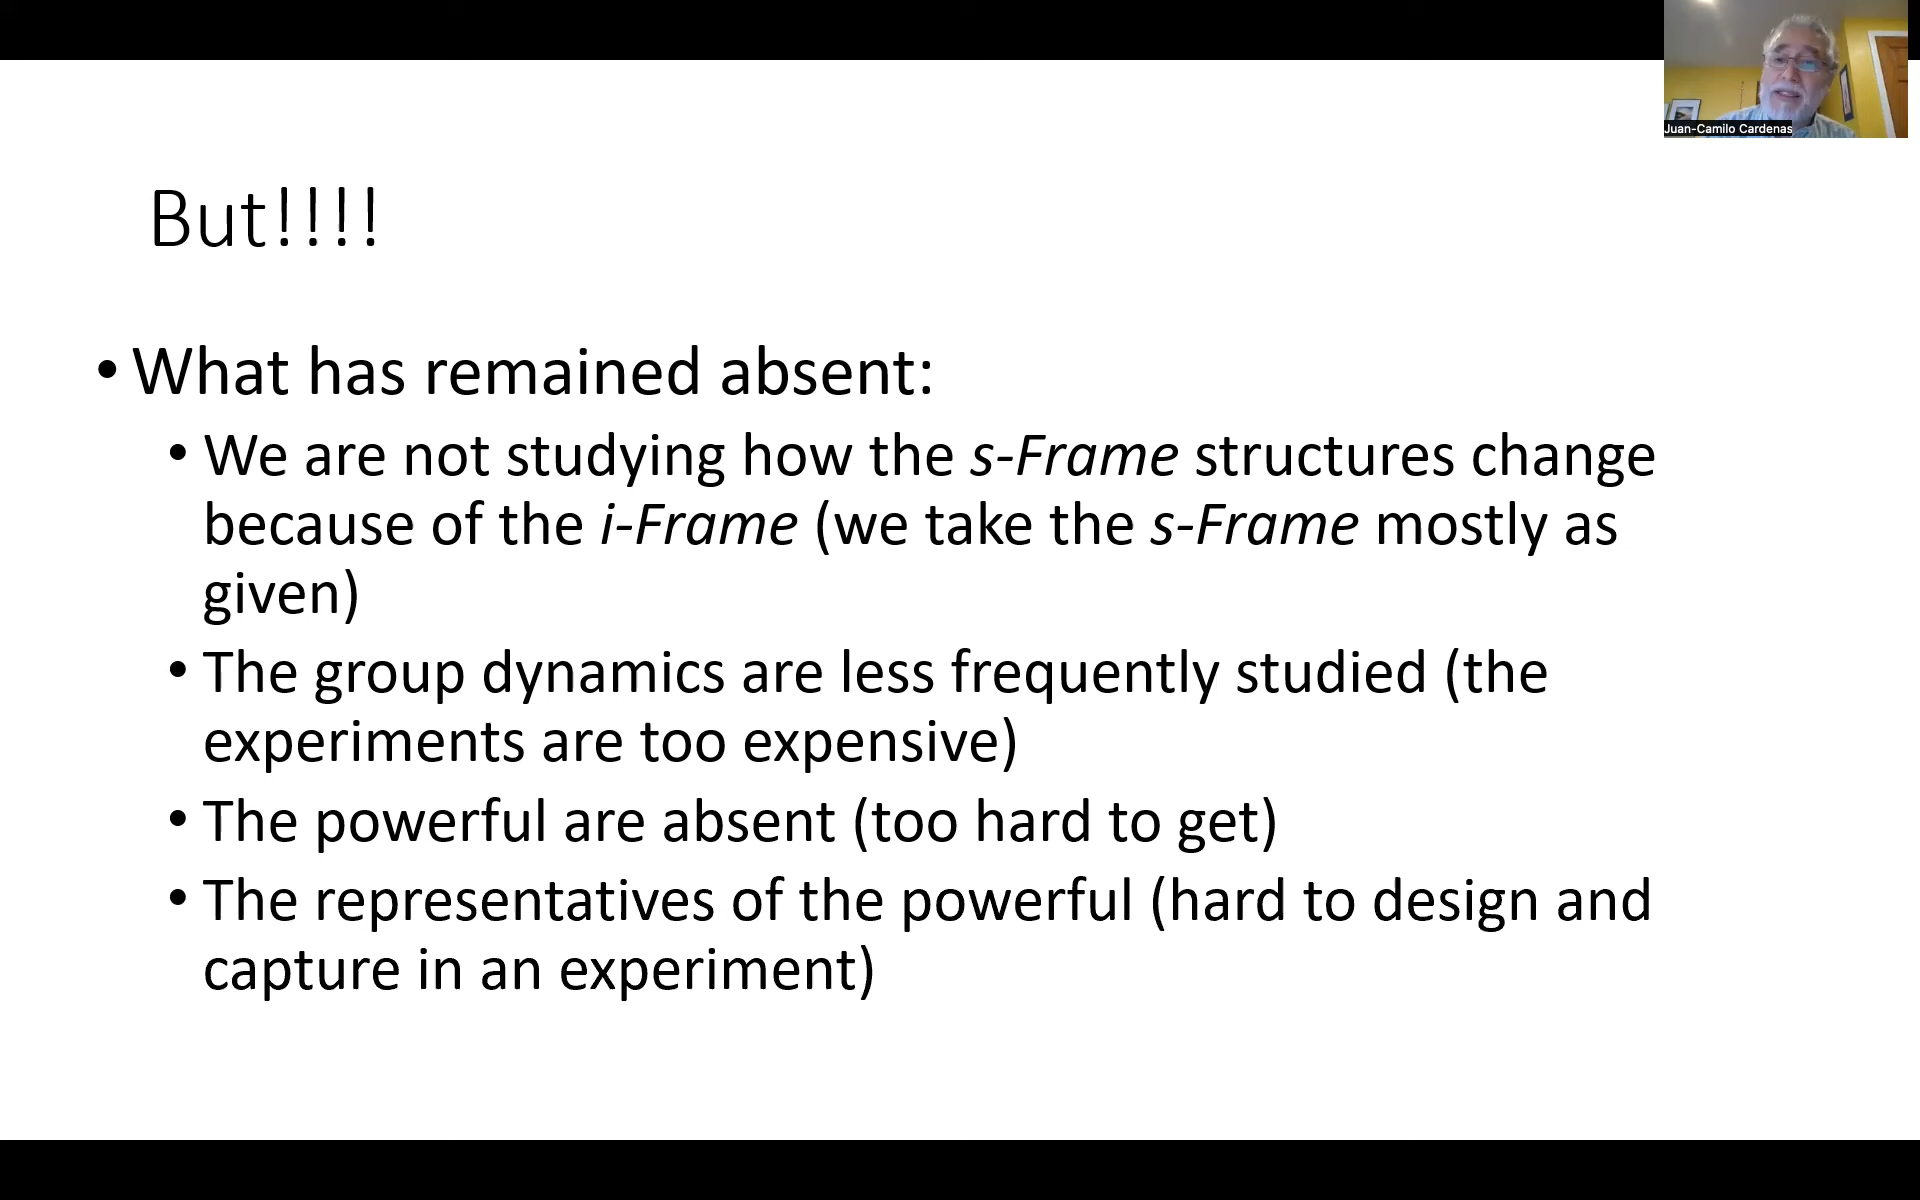 Juan-Camilo Cardenas
But!!!!
• What has remained absent:
• We are not studying how the s-Frame structures change
because of the i-Frame (we take the s-Frame mostly as
given)
• The group dynamics are less frequently studied (the
experiments are too expensive)
• The powerful are absent (too hard to get)
• The representatives of the powerful (hard to design and
capture in an experiment)